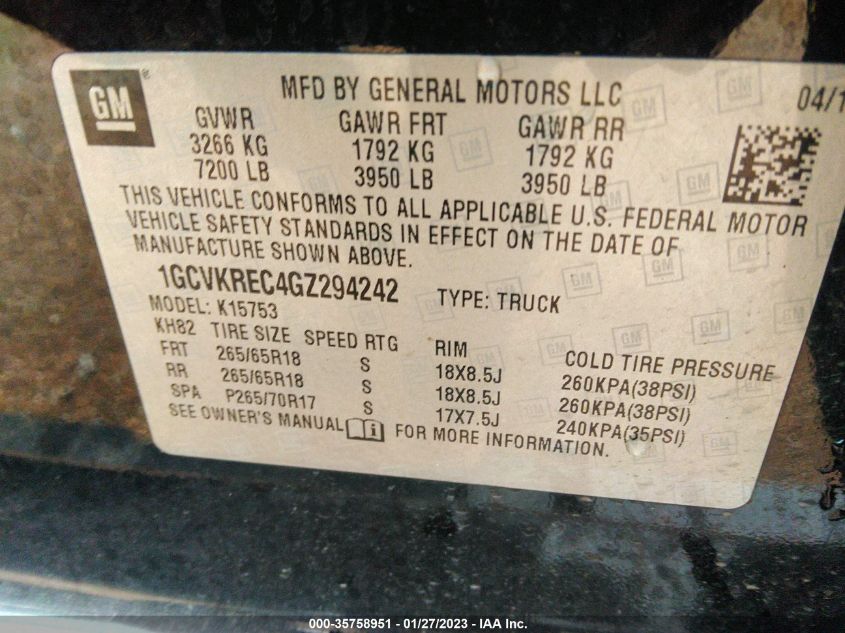 GM ® MFD BY GENERAL MOTORS LLC 04/1
GVWR GAWR FRT GAWR RR
3266 KG 1792 KG 1792 KG
7200 LB 3950 LB 3950 LB
THIS VEHICLE CONFORMS TO ALL APPLICABLE U.S. FEDERAL MOTOR
VEHICLE SAFETY STANDARDS IN EFFECT ON THE DATE OF
MANUFACTURE SHOWN ABOVE.
1GCVKREC4GZ294242 TYPE: TRUCK
MODEL: K15753
KH82 TIRE SIZE SPEED RTG RIM COLD TIRE PRESSURE
FRT 265/65R18 S 18X8.5J 260KPA(38PSI)
RR 265/65R18 S 18X8.5J 260KPA(38PSI)
SPA P265/70R17 S 17X7.5J 240KPA(35PSI)
SEE OWNER'S MANUAL FOR MORE INFORMATION.
000-35758951 / 01/27/2023 - IAA Inc.